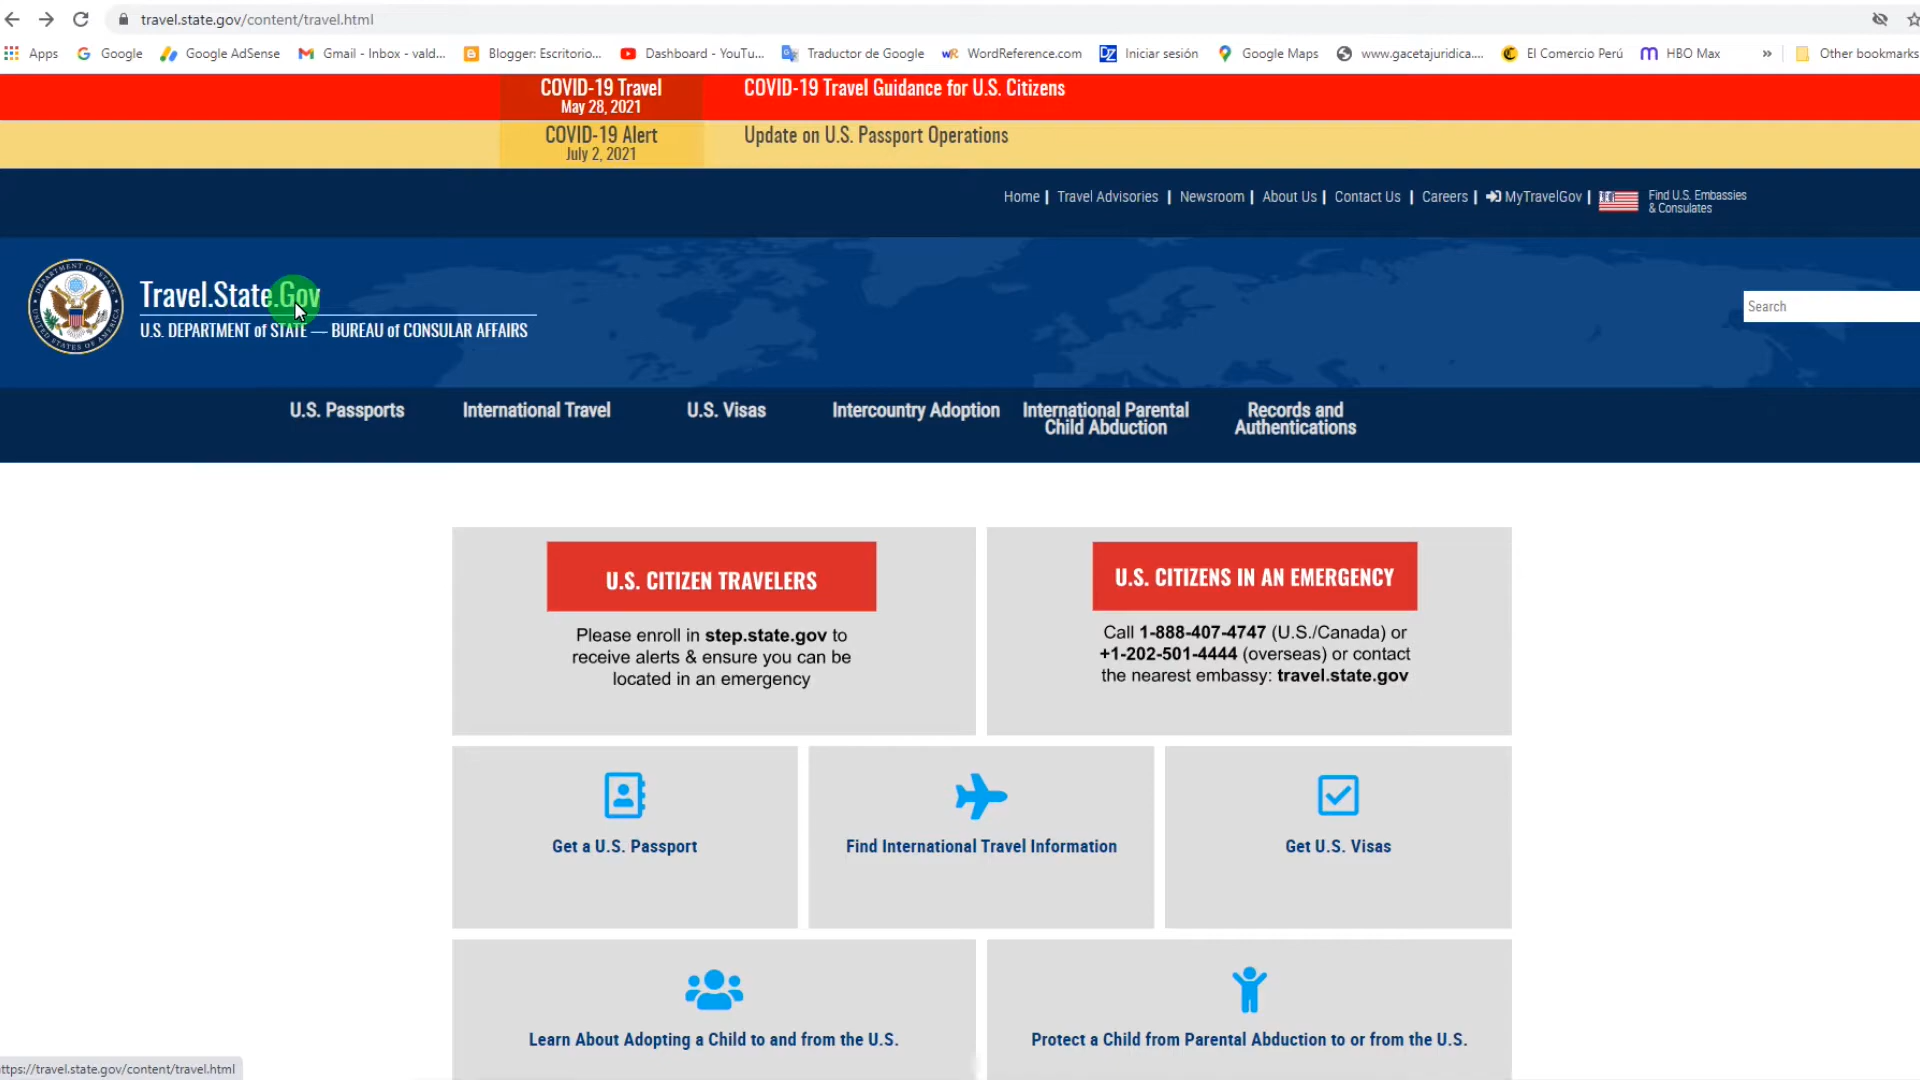 travel.state.gov/content/travel.html
Apps Google Google AdSense Gmail - Inbox - vald... Blogger: Escritorio... Dashboard - YouTu... Traductor de Google WordReference.com Iniciar sesión Google Maps www.gacetajuridica.... El Comercio Perú HBO Max » Other bookmarks
COVID-19 Travel
May 28, 2021
COVID-19 Travel Guidance for U.S. Citizens
COVID-19 Alert
July 2, 2021
Update on U.S. Passport Operations
Home | Travel Advisories | Newsroom | About Us | Contact Us | Careers | MyTravelGov | Find U.S. Embassies
& Consulates
Travel.State.Gov
U.S. DEPARTMENT of STATE — BUREAU of CONSULAR AFFAIRS
DEPARTMENT OF STATE
UNITED STATES OF AMERICA
Search
U.S. Passports
International Travel
U.S. Visas
Intercountry Adoption
International Parental
Child Abduction
Records and
Authentications
U.S. CITIZEN TRAVELERS
Please enroll in step.state.gov to
receive alerts & ensure you can be
located in an emergency
U.S. CITIZENS IN AN EMERGENCY
Call 1-888-407-4747 (U.S./Canada) or
+1-202-501-4444 (overseas) or contact
the nearest embassy: travel.state.gov
Get a U.S. Passport
Find International Travel Information
Get U.S. Visas
Learn About Adopting a Child to and from the U.S.
Protect a Child from Parental Abduction to or from the U.S.
ttps://travel.state.gov/content/travel.html